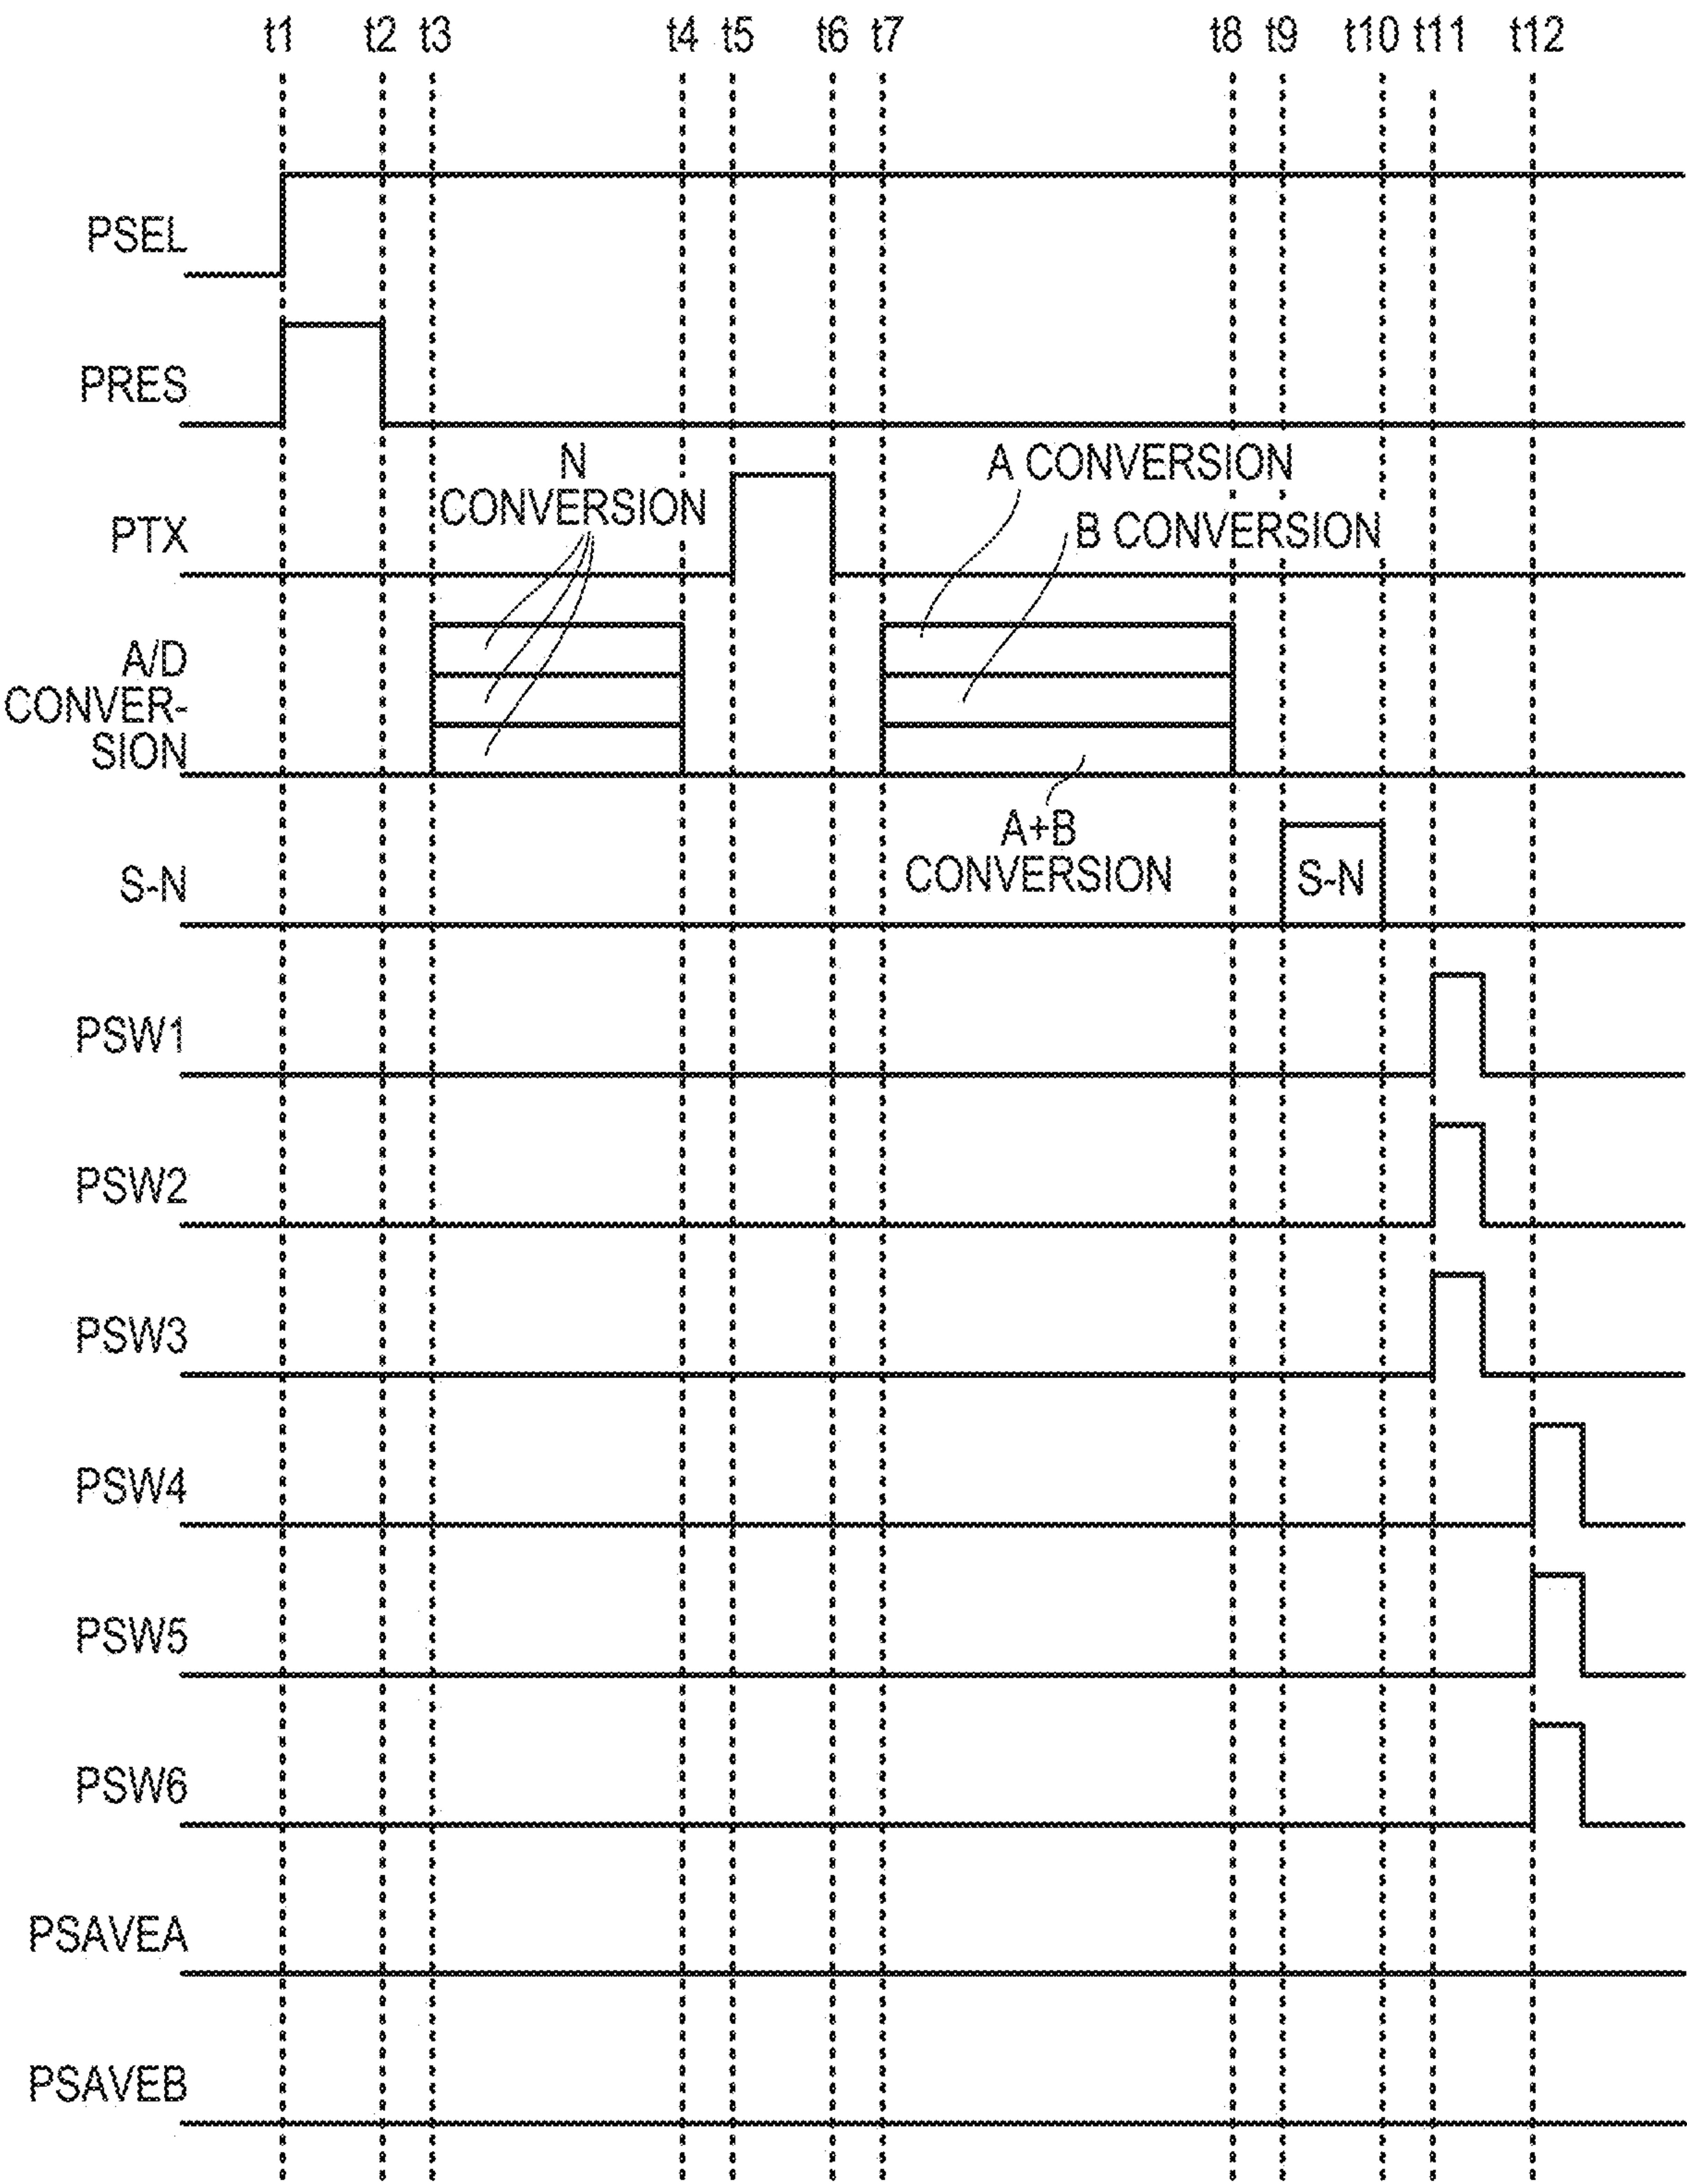 t1 t2 t3 t4 t5 t6 t7 t8 t9 t10 t11 t12
PSEL
PRES
N
CONVERSION
A CONVERSION
B CONVERSION
PTX
A/D
CONVER-
SION
A+B
CONVERSION
S-N
S-N
PSW1
PSW2
PSW3
PSW4
PSW5
PSW6
PSAVEA
PSAVEB